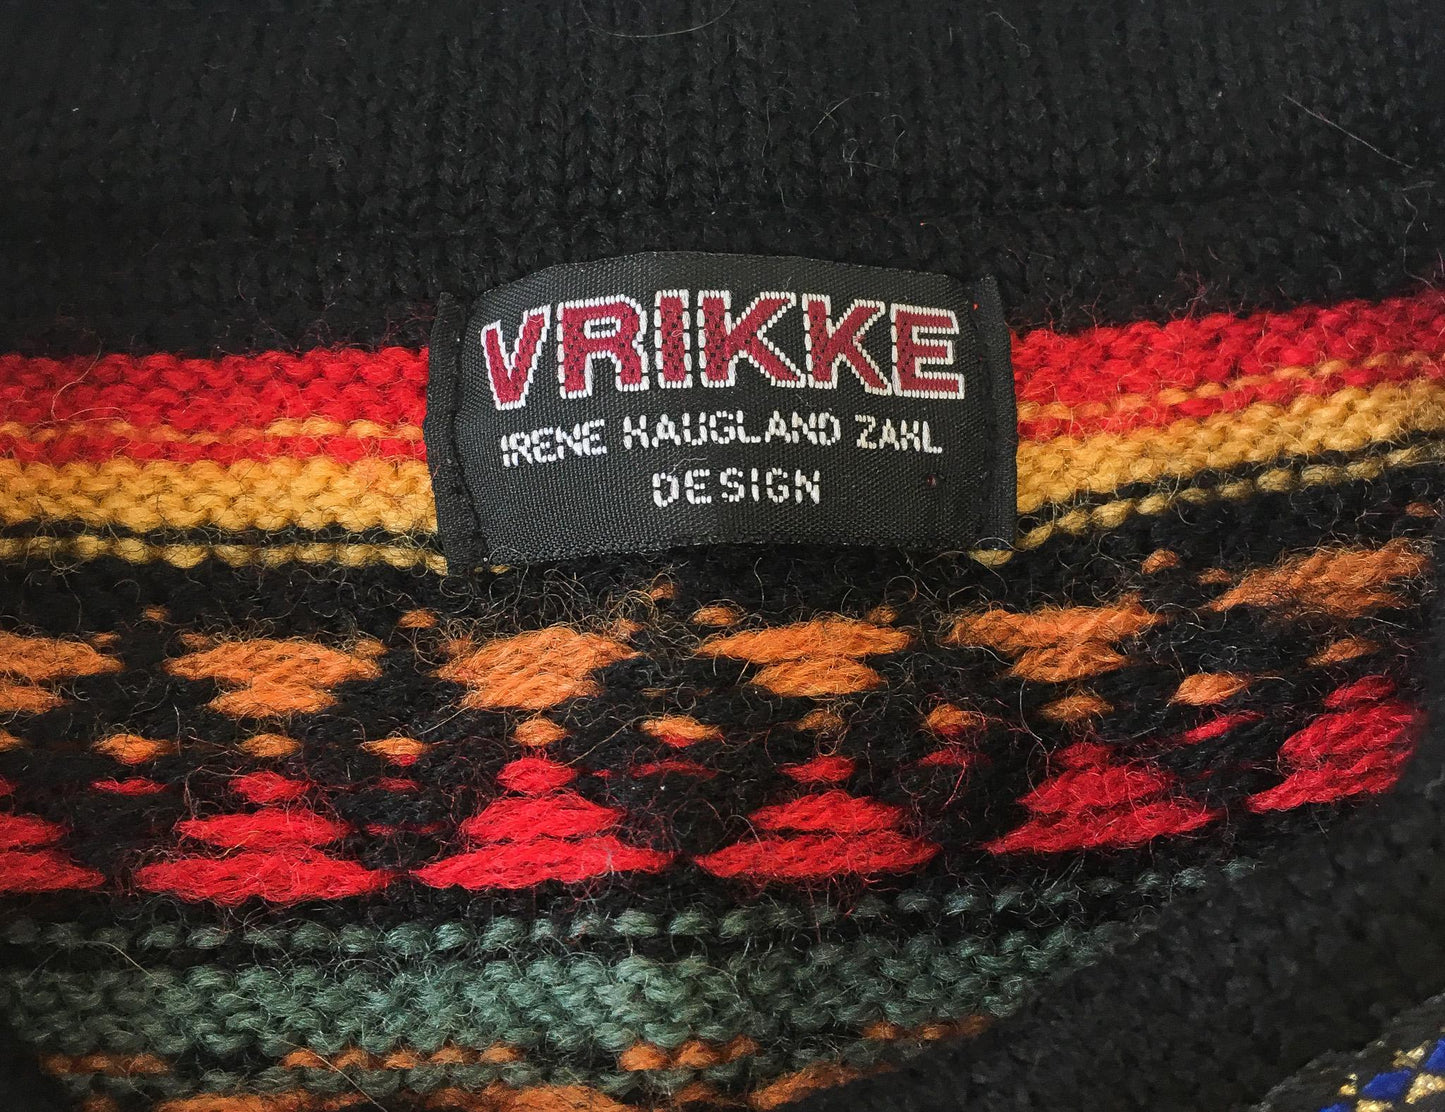 VRIKKE
IRENE HAUGLAND ZAHL
DESIGN